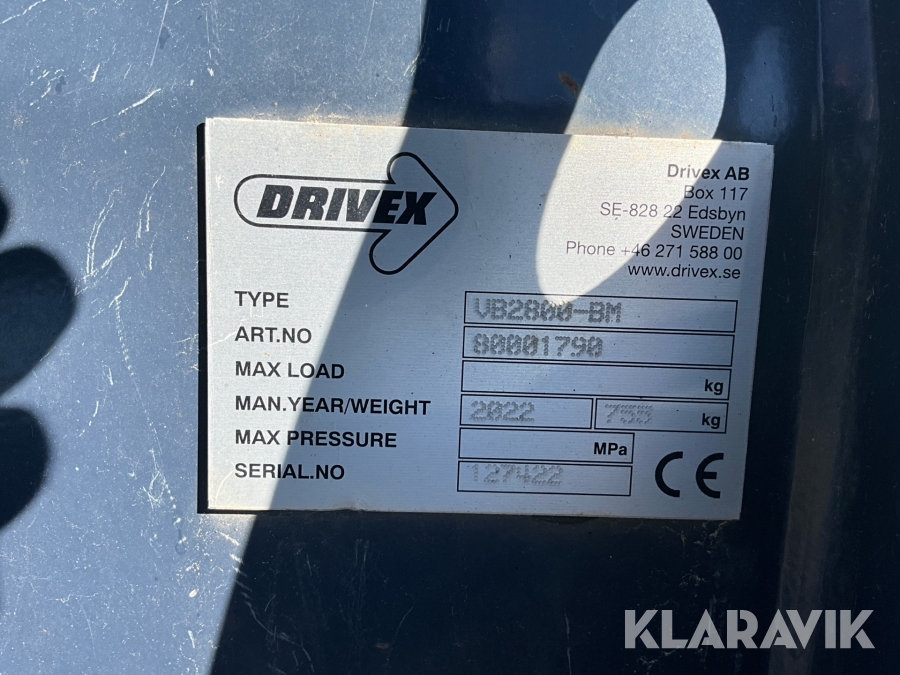 DRIVEX
Drivex AB
Box 117
SE-828 22 Edsbyn
SWEDEN
Phone +46 271 588 00
www.drivex.se
TYPE VB2800-BM
ART.NO 80001790
MAX LOAD kg
MAN.YEAR/WEIGHT 2022 kg
MAX PRESSURE MPa
SERIAL.NO 127422
CE
KLARAVIK